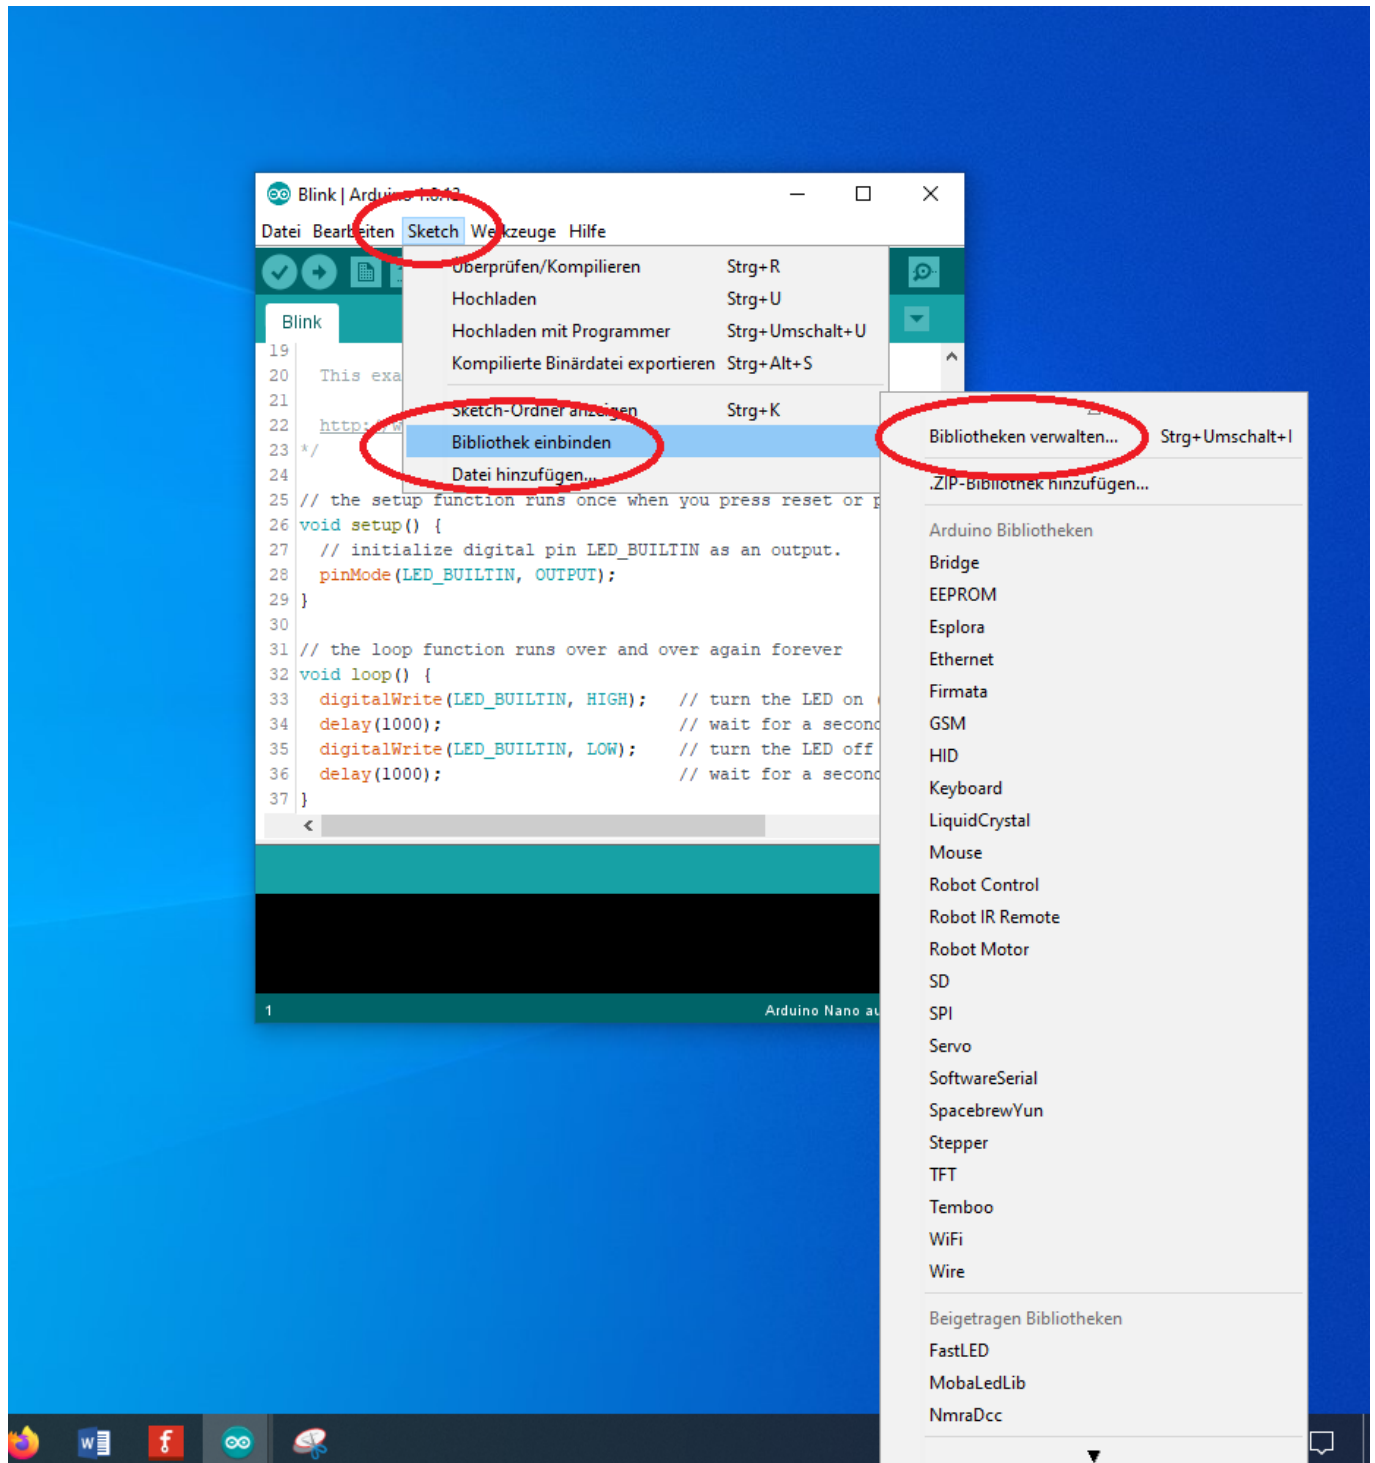 Blink | Arduino 1.8.13
Datei Bearbeiten Sketch Werkzeuge Hilfe
Überprüfen/Kompilieren Strg+R
Hochladen Strg+U
Hochladen mit Programmer Strg+Umschalt+U
Kompilierte Binärdatei exportieren Strg+Alt+S
Sketch-Ordner anzeigen Strg+K
Bibliothek einbinden
Datei hinzufügen...
Bibliotheken verwalten... Strg+Umschalt+I
.ZIP-Bibliothek hinzufügen...
Arduino Bibliotheken
Bridge
EEPROM
Esplora
Ethernet
Firmata
GSM
HID
Keyboard
LiquidCrystal
Mouse
Robot Control
Robot IR Remote
Robot Motor
SD
SPI
Servo
SoftwareSerial
SpacebrewYun
Stepper
TFT
Temboo
WiFi
Wire
Beigetragen Bibliotheken
FastLED
MobaLedLib
NmraDcc
Blink
19
20 This exa
21
22 http://w
23 */
24
25 // the setup function runs once when you press reset or p
26 void setup() {
27 // initialize digital pin LED_BUILTIN as an output.
28 pinMode(LED_BUILTIN, OUTPUT);
29 }
30
31 // the loop function runs over and over again forever
32 void loop() {
33 digitalWrite(LED_BUILTIN, HIGH); // turn the LED on (
34 delay(1000); // wait for a second
35 digitalWrite(LED_BUILTIN, LOW); // turn the LED off
36 delay(1000); // wait for a second
37 }
1 Arduino Nano au